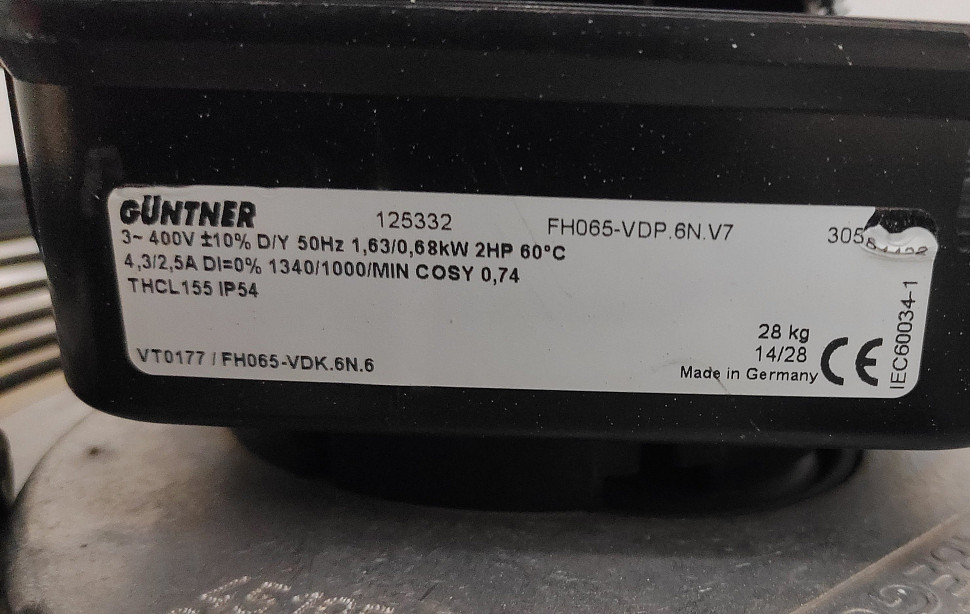 GÜNTNER 125332 FH065-VDP.6N.V7 305
3~ 400V ±10% D/Y 50Hz 1,63/0,68kW 2HP 60°C
4,3/2,5A DI=0% 1340/1000/MIN COSY 0,74
THCL155 IP54
28 kg
14/28
VT0177 / FH065-VDK.6N.6
Made in Germany
CE
IEC60034-1